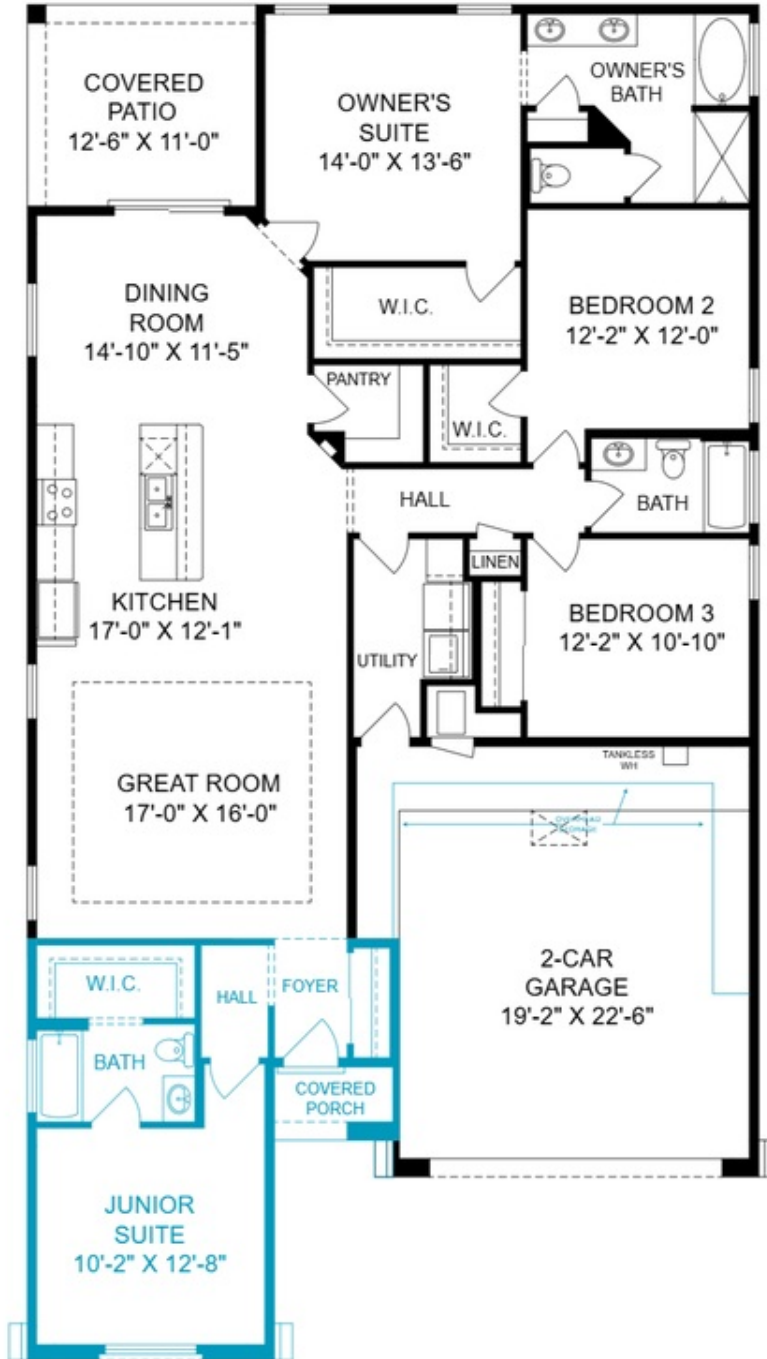 COVERED
PATIO
12'-6" X 11'-0"
OWNER'S
SUITE
14'-0" X 13'-6"
OWNER'S
BATH
DINING
ROOM
14'-10" X 11'-5"
W.I.C.
BEDROOM 2
12'-2" X 12'-0"
PANTRY
W.I.C.
HALL
BATH
LINEN
KITCHEN
17'-0" X 12'-1"
BEDROOM 3
12'-2" X 10'-10"
UTILITY
TANKLESS
WH
GREAT ROOM
17'-0" X 16'-0"
OVERHEAD
STORAGE
2-CAR
GARAGE
19'-2" X 22'-6"
W.I.C.
HALL
FOYER
BATH
COVERED
PORCH
JUNIOR
SUITE
10'-2" X 12'-8"